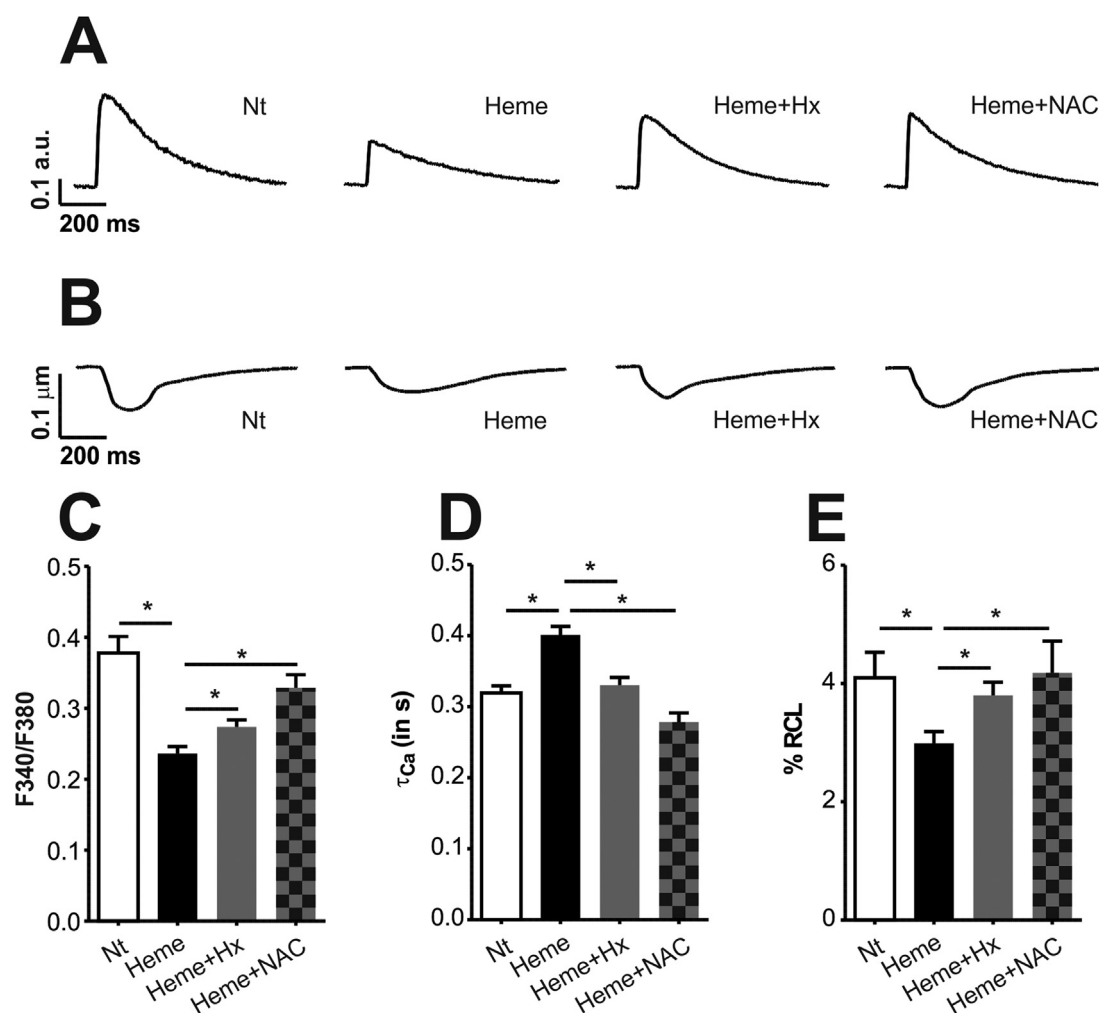 A
Nt
Heme
Heme+Hx
Heme+NAC
0.1 a.u.
200 ms
B
0.1 μm
200 ms
Nt
Heme
Heme+Hx
Heme+NAC
C
F340/F380
0.5
0.4
0.3
0.2
0.1
0.0
*
*
*
Nt
Heme
Heme+Hx
Heme+NAC
D
τCa (in s)
0.5
0.4
0.3
0.2
0.1
0.0
*
*
*
Nt
Heme
Heme+Hx
Heme+NAC
E
% RCL
6
4
2
0
*
*
*
Nt
Heme
Heme+Hx
Heme+NAC